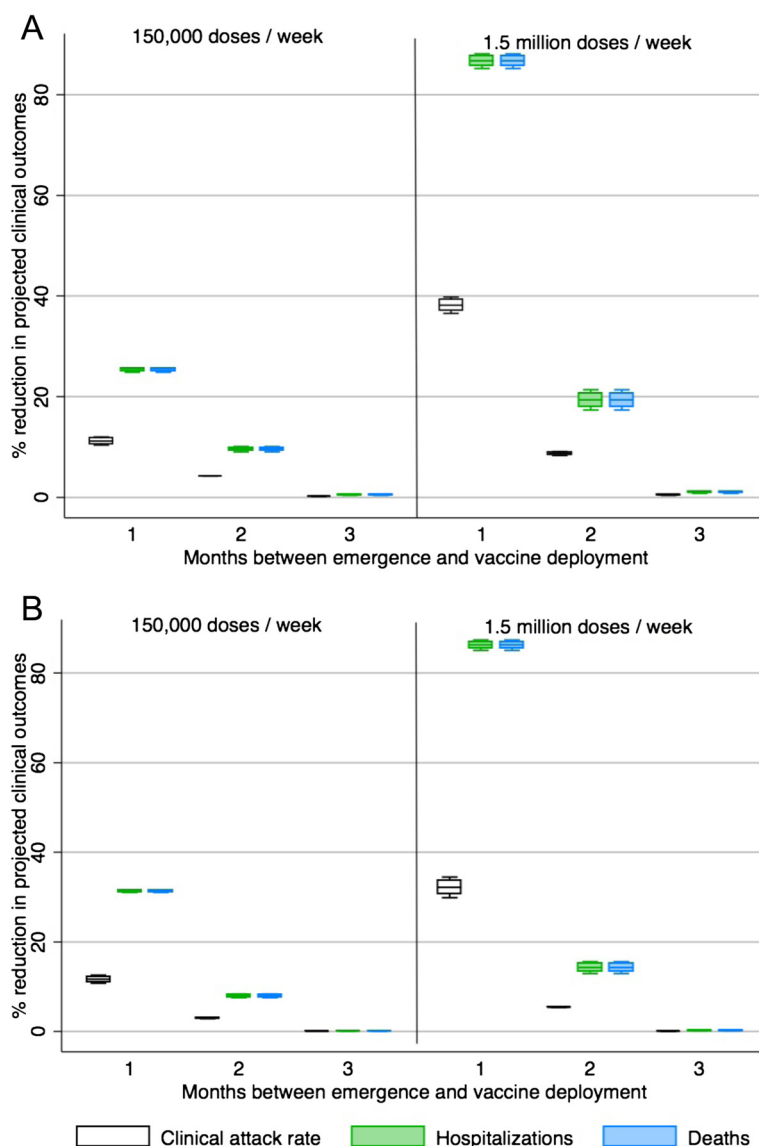 A
150,000 doses / week
1.5 million doses / week
% reduction in projected clinical outcomes
80
60
40
20
0
1 2 3 1 2 3
Months between emergence and vaccine deployment
B
150,000 doses / week
1.5 million doses / week
% reduction in projected clinical outcomes
80
60
40
20
0
1 2 3 1 2 3
Months between emergence and vaccine deployment
Clinical attack rate Hospitalizations Deaths